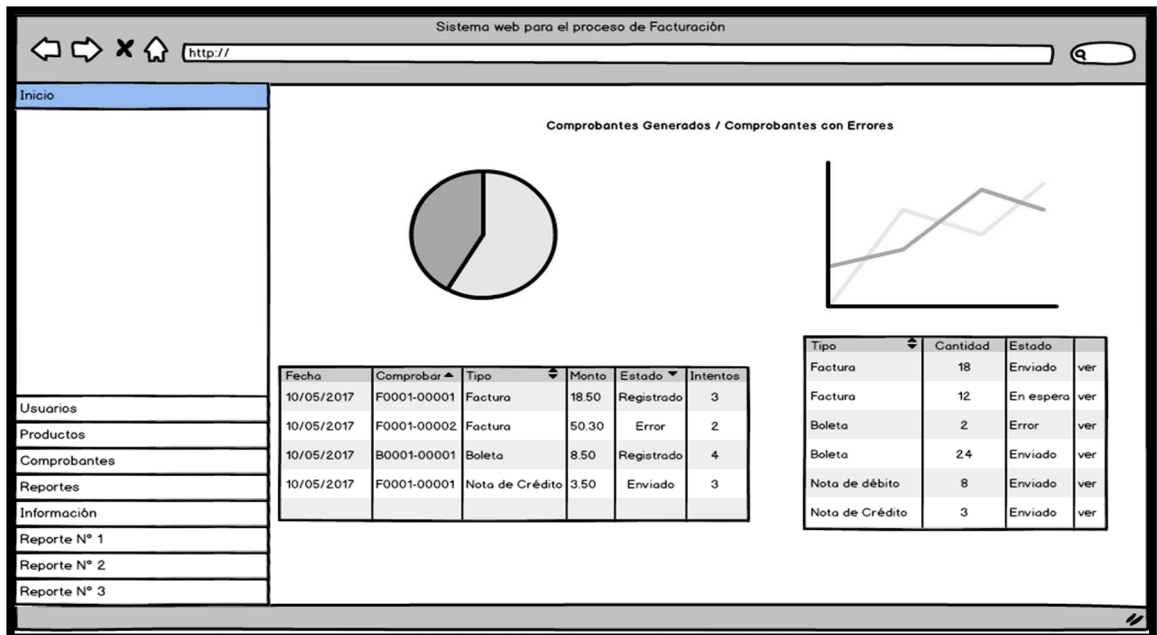 Sistema web para el proceso de Facturación
http://
Inicio
Comprobantes Generados / Comprobantes con Errores
Usuarios
Productos
Comprobantes
Reportes
Información
Reporte N° 1
Reporte N° 2
Reporte N° 3
Fecha Comprobar Tipo Monto Estado Intentos
10/05/2017 F0001-00001 Factura 18.50 Registrado 3
10/05/2017 F0001-00002 Factura 50.30 Error 2
10/05/2017 B0001-00001 Boleta 8.50 Registrado 4
10/05/2017 F0001-00001 Nota de Crédito 3.50 Enviado 3
Tipo Cantidad Estado
Factura 18 Enviado ver
Factura 12 En espera ver
Boleta 2 Error ver
Boleta 24 Enviado ver
Nota de débito 8 Enviado ver
Nota de Crédito 3 Enviado ver